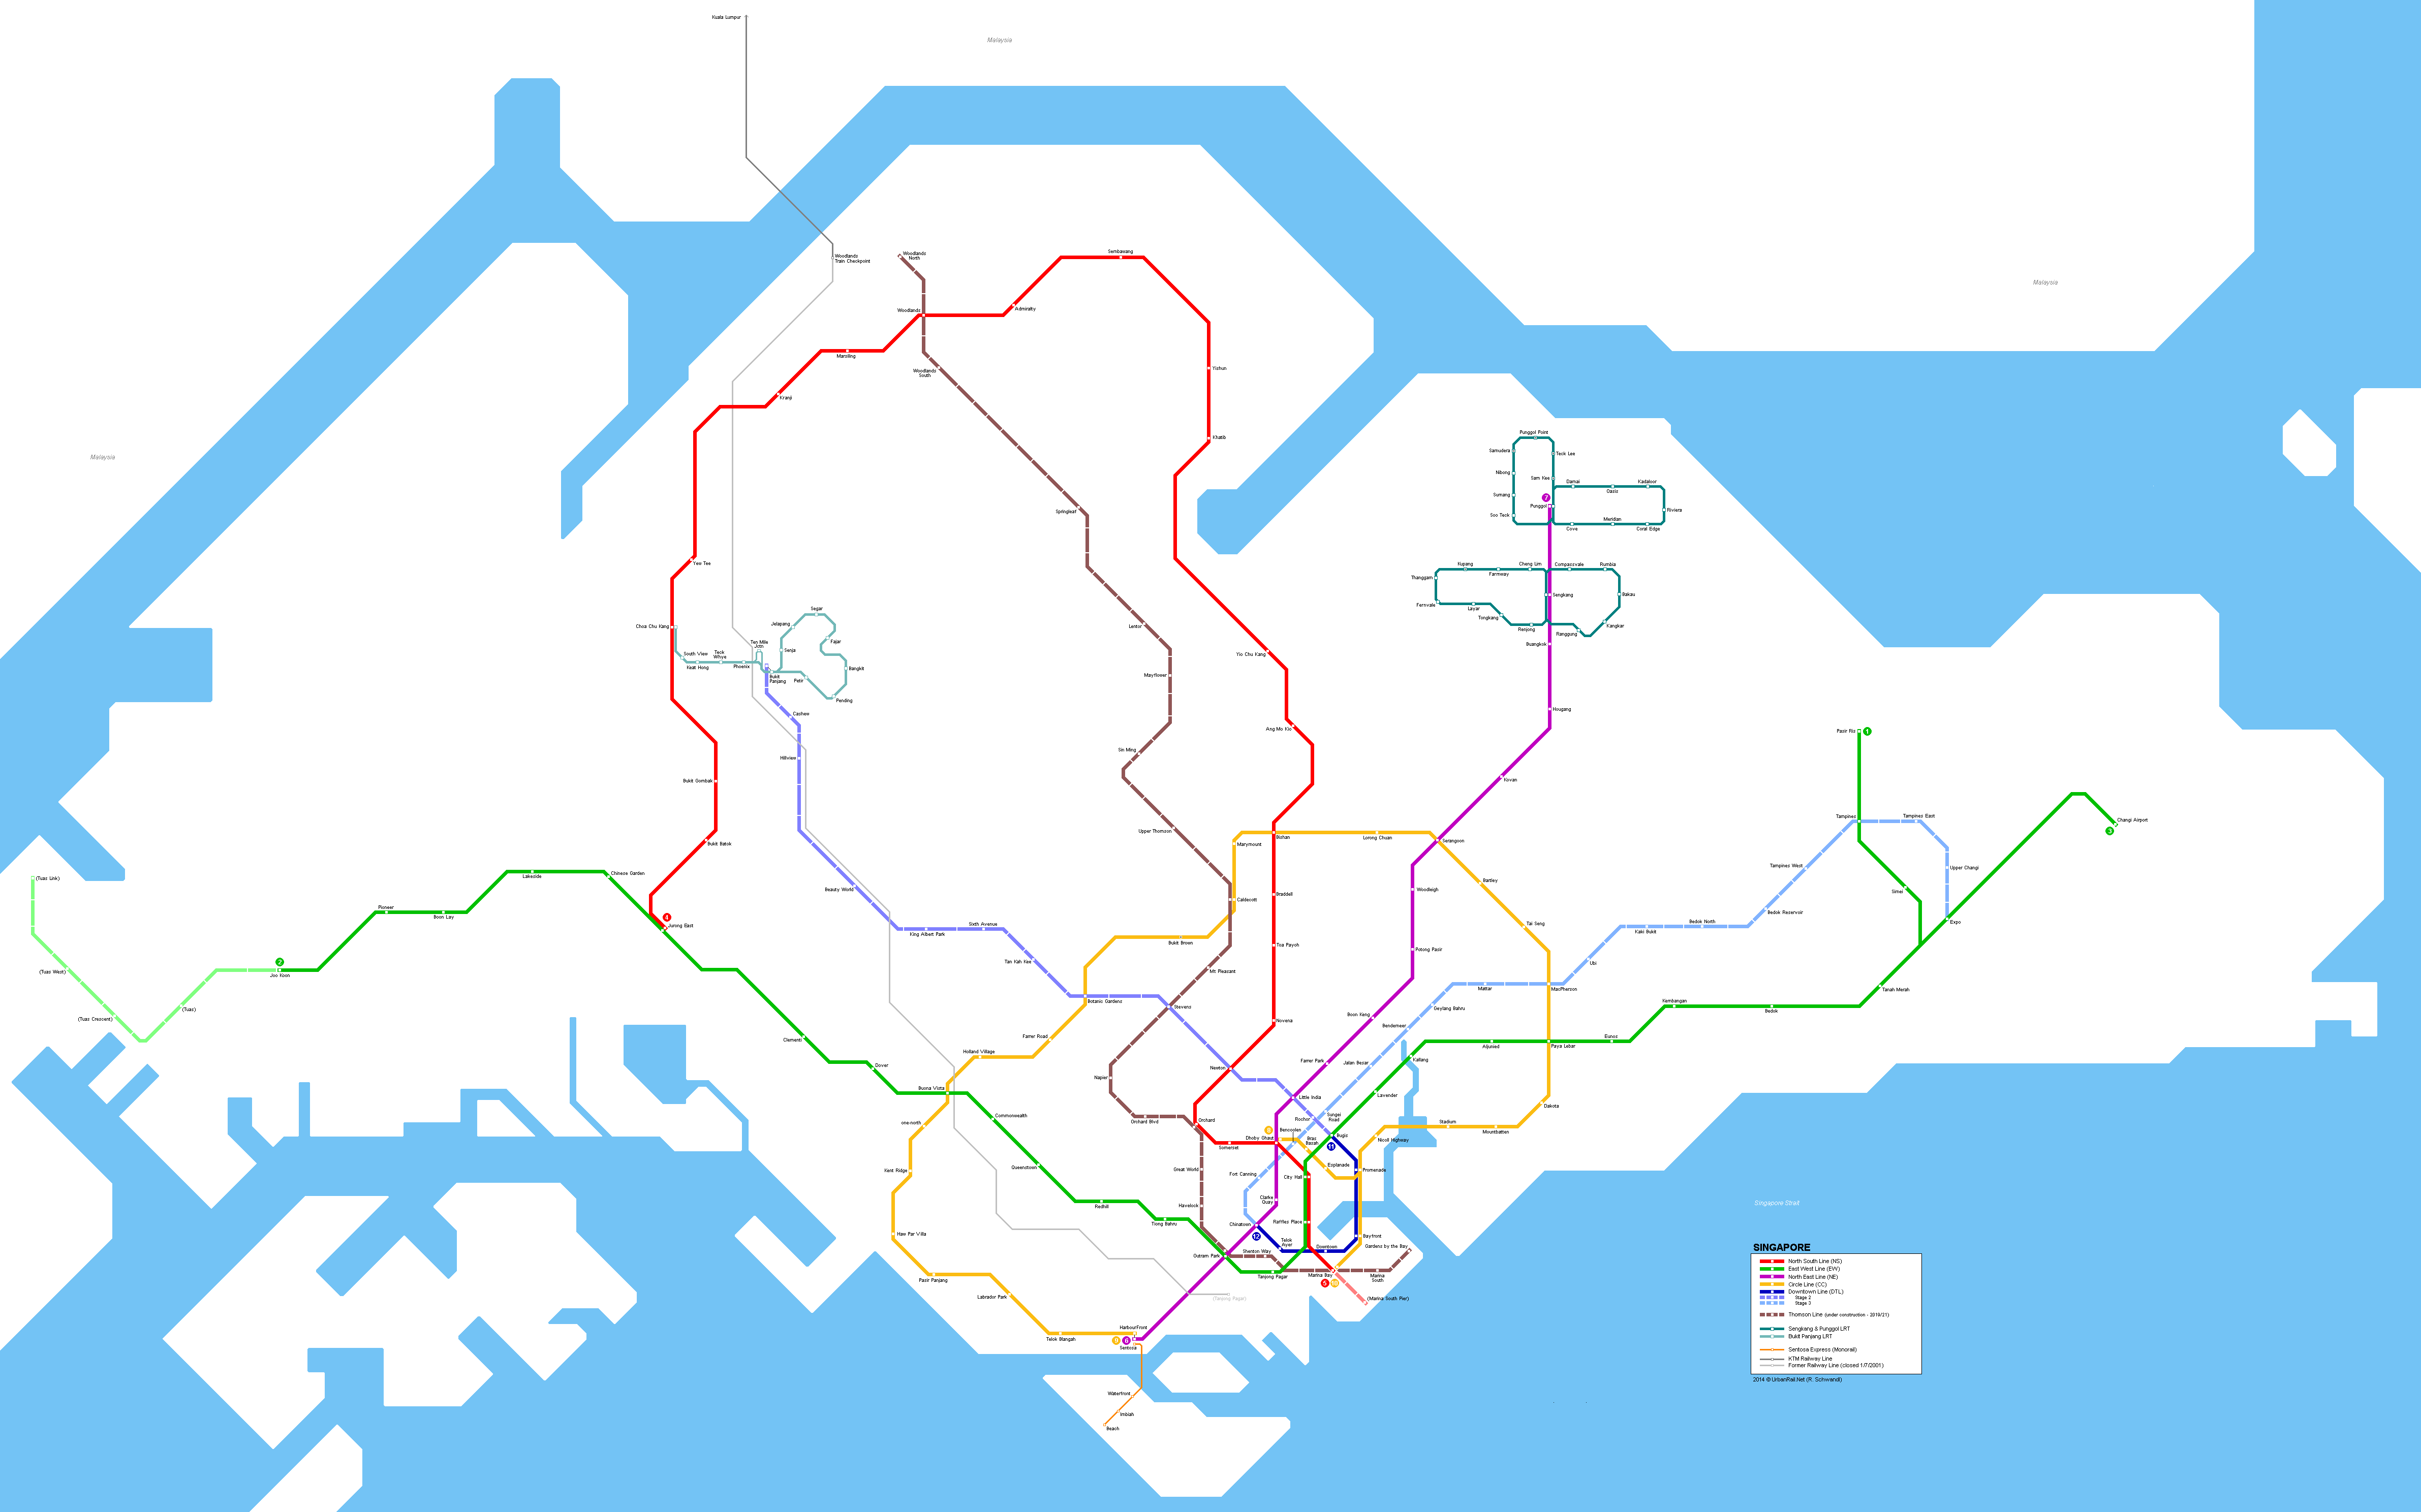 Kuala Lumpur
Malaysia
Woodlands
North
Sembawang
Woodlands
Train Checkpoint
Malaysia
Woodlands
Admiralty
Marsiling
Woodlands
South
Yishun
Kranji
Khatib
Malaysia
Punggol Point
Samudera
Teck Lee
Nibong
Sam Kee
Damai
Oasis
Kadaloor
Sumang
7
Punggol
Riviera
Soo Teck
Cove
Meridian
Coral Edge
Springleaf
Yew Tee
Kupang
Farmway
Cheng Lim
Compassvale
Rumbia
Thanggam
Sengkang
Bakau
Fernvale
Layar
Tongkang
Renjong
Ranggung
Kangkar
Choa Chu Kang
Segar
Jelapang
Fajar
Lentor
Ten Mile
Jctn
Senja
South View
Keat Hong
Teck
Whye
Phoenix
Bukit
Panjang
Petir
Bangkit
Pending
Yio Chu Kang
Buangkok
Mayflower
Cashew
Hougang
Ang Mo Kio
Pasir Ris
1
Sin Ming
Hillview
Bukit Gombak
Kovan
Tampines
Tampines East
Changi Airport
3
Upper Thomson
Bishan
Lorong Chuan
Serangoon
Bukit Batok
Marymount
Tampines West
Upper Changi
(Tuas Link)
Lakeside
Chinese Garden
Beauty World
Bartley
Simei
Woodleigh
Braddell
Caldecott
Pioneer
Boon Lay
4
Jurong East
King Albert Park
Sixth Avenue
Tai Seng
Kaki Bukit
Bedok North
Bedok Reservoir
Expo
Bukit Brown
Toa Payoh
Potong Pasir
Tan Kah Kee
Ubi
2
Joo Koon
(Tuas West)
Mt Pleasant
Mattar
MacPherson
Tanah Merah
Botanic Gardens
Stevens
Geylang Bahru
Kembangan
Bedok
(Tuas)
(Tuas Crescent)
Novena
Boon Keng
Bendemeer
Clementi
Farrer Road
Holland Village
Aljunied
Paya Lebar
Eunos
Dover
Newton
Farrer Park
Jalan Besar
Kallang
Napier
Buona Vista
Little India
Lavender
Dakota
Commonwealth
one-north
Orchard Blvd
Orchard
Rochor
Sungei
Road
Bencoolen
Bugis
Stadium
Mountbatten
8
Dhoby Ghaut
Bras
Basah
11
Nicoll Highway
Somerset
Kent Ridge
Queenstown
Great World
Fort Canning
City Hall
Esplanade
Promenade
Redhill
Havelock
Clarke
Quay
Singapore Strait
Tiong Bahru
Chinatown
Raffles Place
Haw Par Villa
12
Telok
Ayer
Downtown
Bayfront
Gardens by the Bay
Outram Park
Shenton Way
Pasir Panjang
Tanjong Pagar
Marina Bay
Marina
South
5
10
Labrador Park
(Tanjong Pagar)
(Marina South Pier)
HarbourFront
Telok Blangah
9
6
Sentosa
Waterfront
Imbiah
Beach
SINGAPORE
North South Line (NS)
East West Line (EW)
North East Line (NE)
Circle Line (CC)
Downtown Line (DTL)
Stage 2
Stage 3
Thomson Line (under construction - 2019/21)
Sengkang & Punggol LRT
Bukit Panjang LRT
Sentosa Express (Monorail)
KTM Railway Line
Former Railway Line (closed 1/7/2001)
2014 © UrbanRail.Net (R. Schwandl)